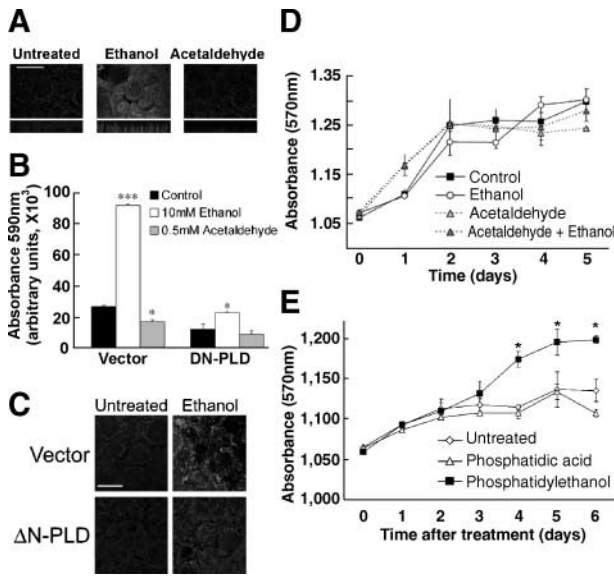 A
Untreated Ethanol Acetaldehyde
B
Absorbance 590nm
(arbitrary units, X10³)
100
80
60
40
20
0
***
*
*
Control
10mM Ethanol
0.5mM Acetaldehyde
Vector DN-PLD
C
Untreated Ethanol
Vector
ΔN-PLD
D
Absorbance (570nm)
1.35
1.25
1.15
1.05
Control
Ethanol
Acetaldehyde
Acetaldehyde + Ethanol
0 1 2 3 4 5
Time (days)
E
Absorbance (570nm)
1,200
1,150
1,100
1,050
1,000
* * *
Untreated
Phosphatidic acid
Phosphatidylethanol
0 1 2 3 4 5 6
Time after treatment (days)